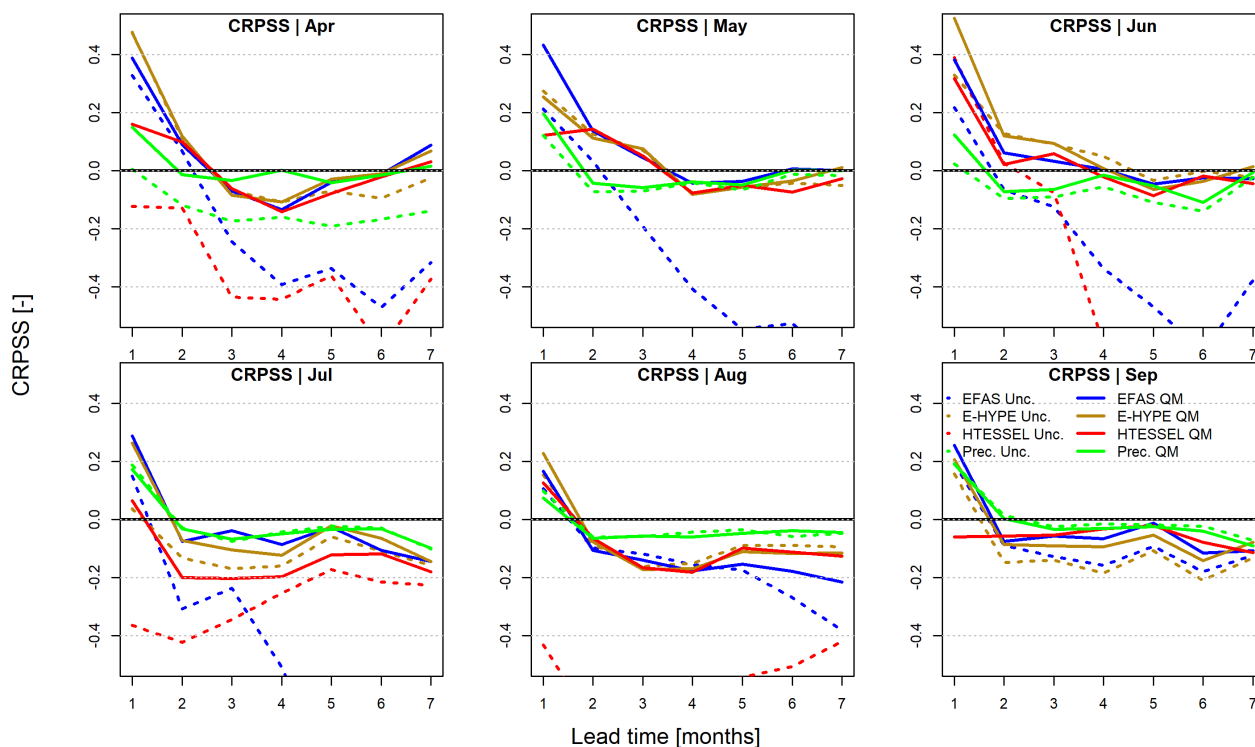 CRPSS | Apr
0.4
0.2
0.0
-0.2
-0.4
1 2 3 4 5 6 7
CRPSS | May
0.4
0.2
0.0
-0.2
-0.4
1 2 3 4 5 6 7
CRPSS | Jun
0.4
0.2
0.0
-0.2
-0.4
1 2 3 4 5 6 7
CRPSS [-]
CRPSS | Jul
0.4
0.2
0.0
-0.2
-0.4
1 2 3 4 5 6 7
CRPSS | Aug
0.4
0.2
0.0
-0.2
-0.4
1 2 3 4 5 6 7
CRPSS | Sep
EFAS Unc. EFAS QM
E-HYPE Unc. E-HYPE QM
HTESSEL Unc. HTESSEL QM
Prec. Unc. Prec. QM
0.4
0.2
0.0
-0.2
-0.4
1 2 3 4 5 6 7
Lead time [months]